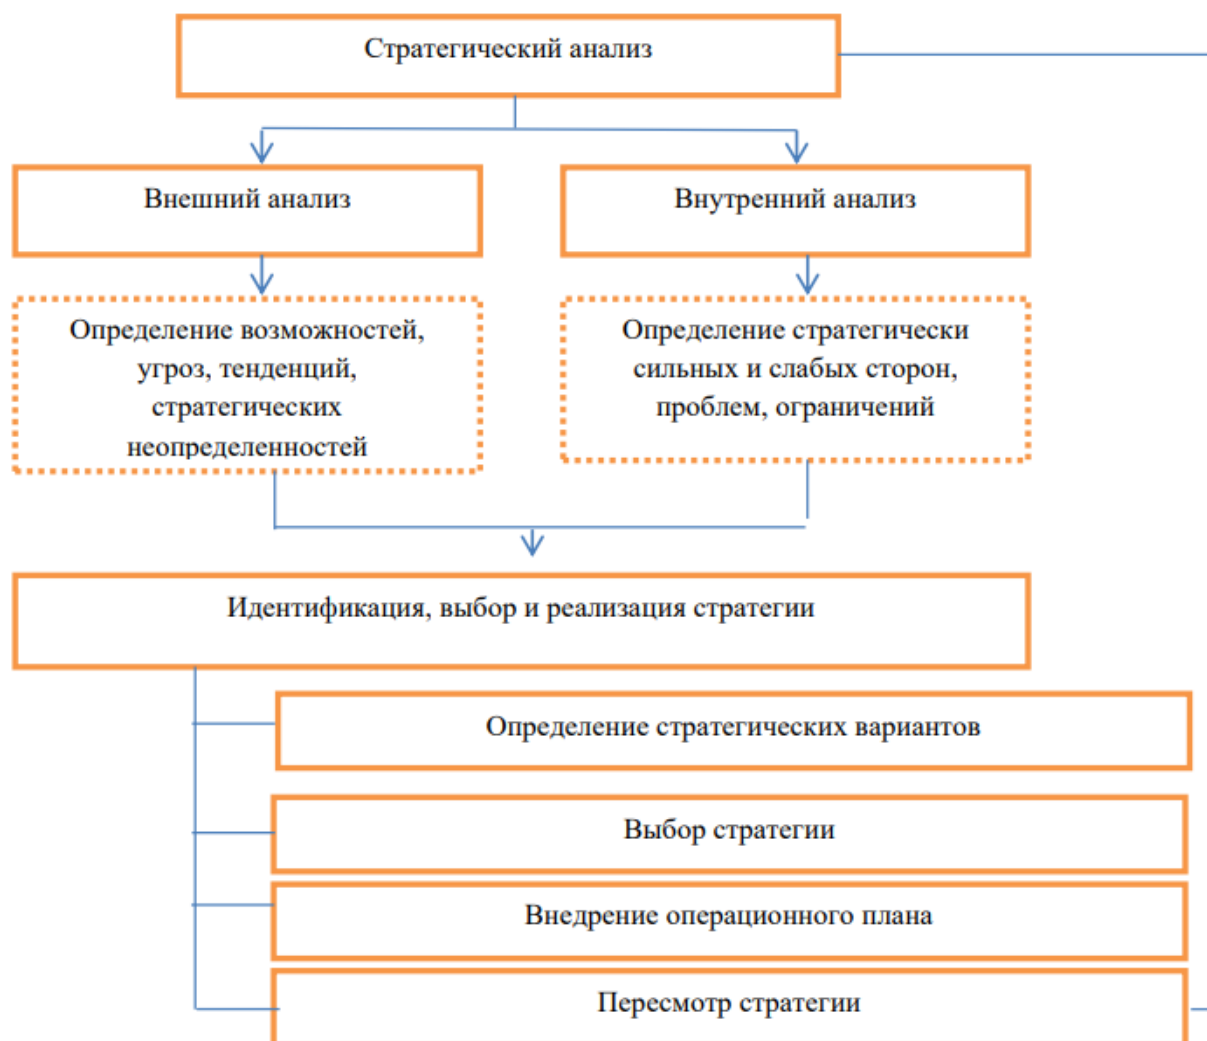 Стратегический анализ
Внешний анализ
Внутренний анализ
Определение возможностей,
угроз, тенденций,
стратегических
неопределенностей
Определение стратегически
сильных и слабых сторон,
проблем, ограничений
Идентификация, выбор и реализация стратегии
Определение стратегических вариантов
Выбор стратегии
Внедрение операционного плана
Пересмотр стратегии